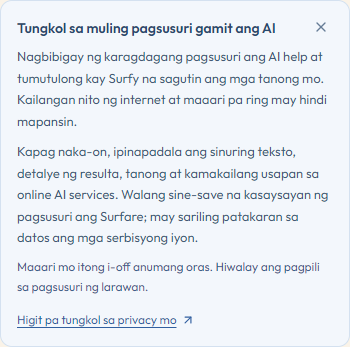 Tungkol sa muling pagsusuri gamit ang AI
Nagbibigay ng karagdagang pagsusuri ang AI help at
tumutulong kay Surfy na sagutin ang mga tanong mo.
Kailangan nito ng internet at maaari pa ring may hindi
mapansin.
Kapag naka-on, ipinapadala ang sinuring teksto,
detalye ng resulta, tanong at kamakailang usapan sa
online AI services. Walang sine-save na kasaysayan ng
pagsusuri ang Surfare; may sariling patakaran sa
datos ang mga serbisyong iyon.
Maaari mo itong i-off anumang oras. Hiwalay ang pagpili
sa pagsusuri ng larawan.
Higit pa tungkol sa privacy mo